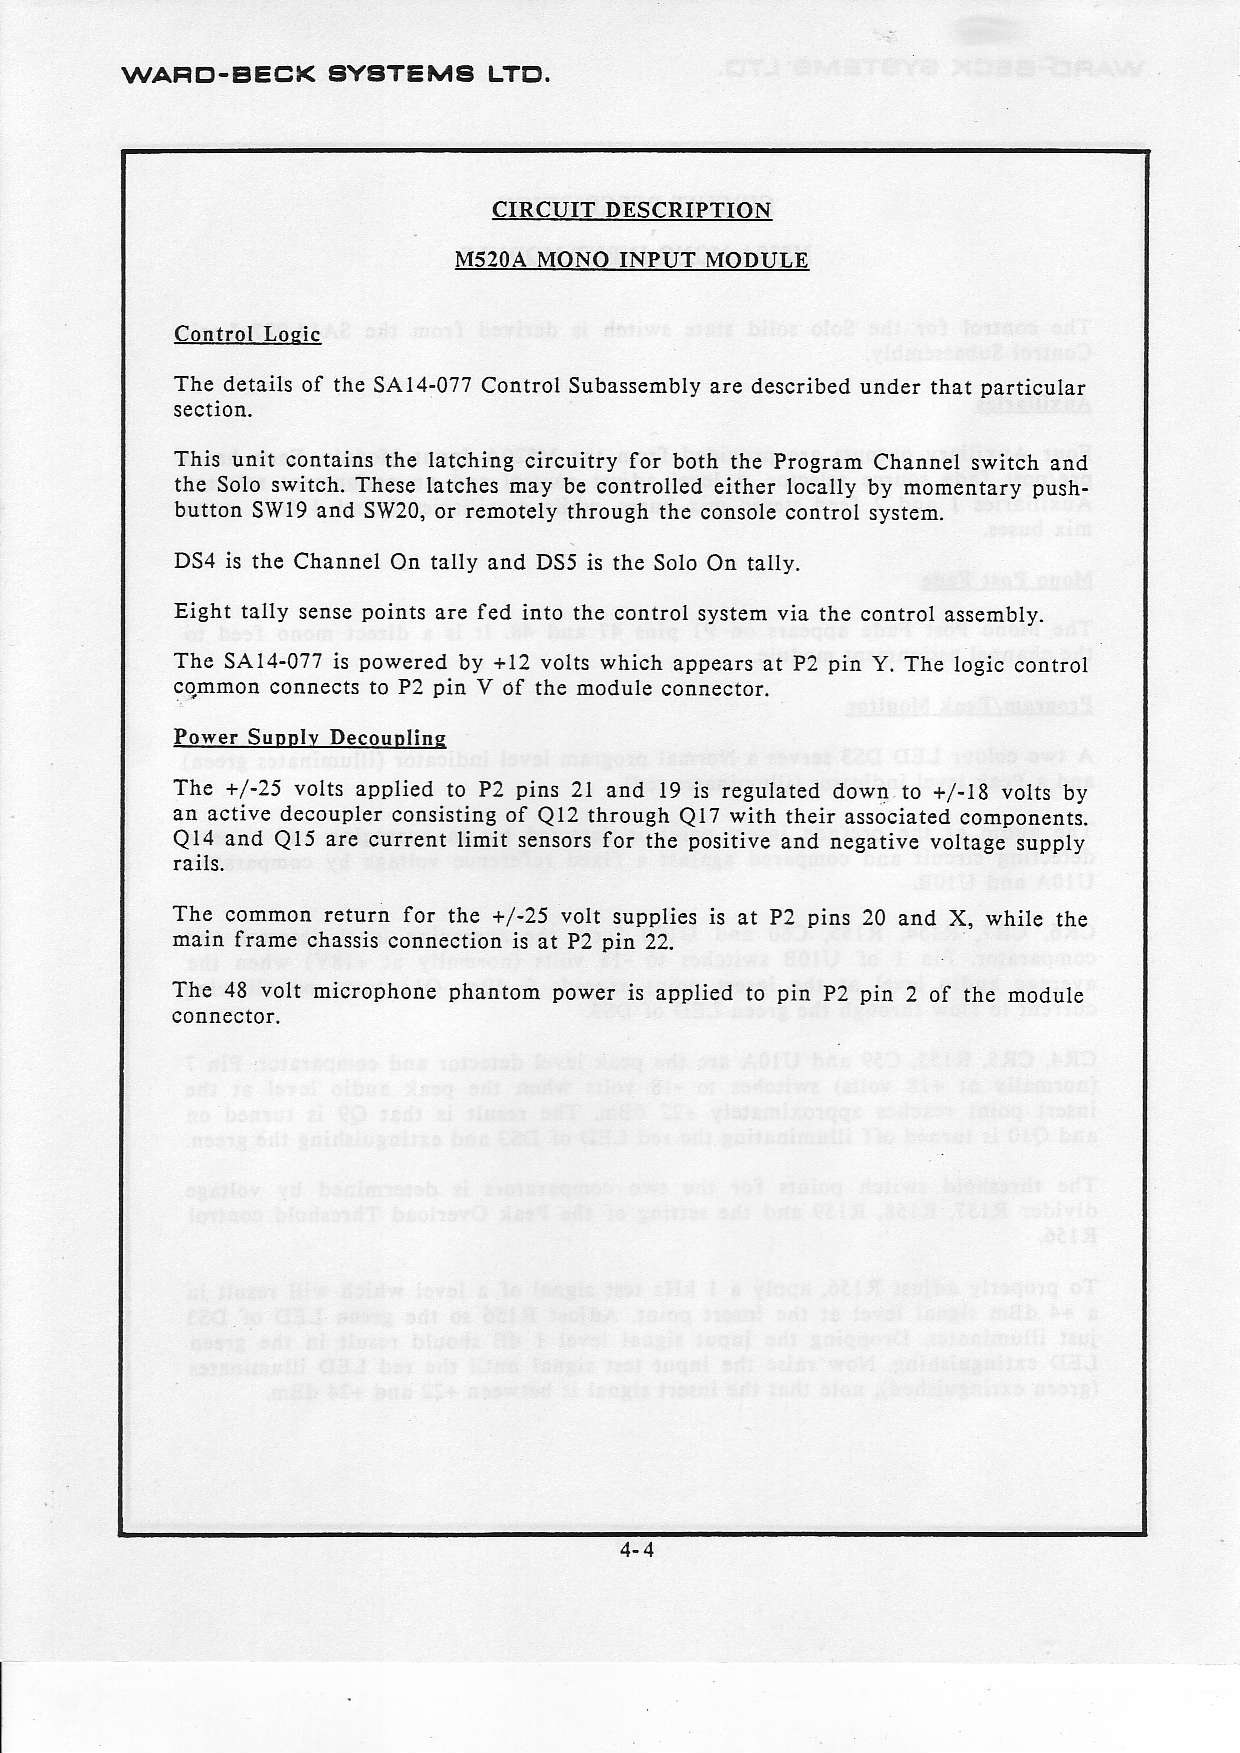 WARD-BECK SYSTEMS LTD.
CIRCUIT DESCRIPTION
M520A MONO INPUT MODULE
Control Logic
The details of the SA14-077 Control Subassembly are described under that particular
section.
This unit contains the latching circuitry for both the Program Channel switch and
the Solo switch. These latches may be controlled either locally by momentary push-
button SW19 and SW20, or remotely through the console control system.
DS4 is the Channel On tally and DS5 is the Solo On tally.
Eight tally sense points are fed into the control system via the control assembly.
The SA14-077 is powered by +12 volts which appears at P2 pin Y. The logic control
common connects to P2 pin V of the module connector.
Power Supply Decoupling
The +/-25 volts applied to P2 pins 21 and 19 is regulated down to +/-18 volts by
an active decoupler consisting of Q12 through Q17 with their associated components.
Q14 and Q15 are current limit sensors for the positive and negative voltage supply
rails.
The common return for the +/-25 volt supplies is at P2 pins 20 and X, while the
main frame chassis connection is at P2 pin 22.
The 48 volt microphone phantom power is applied to pin P2 pin 2 of the module
connector.
4-4